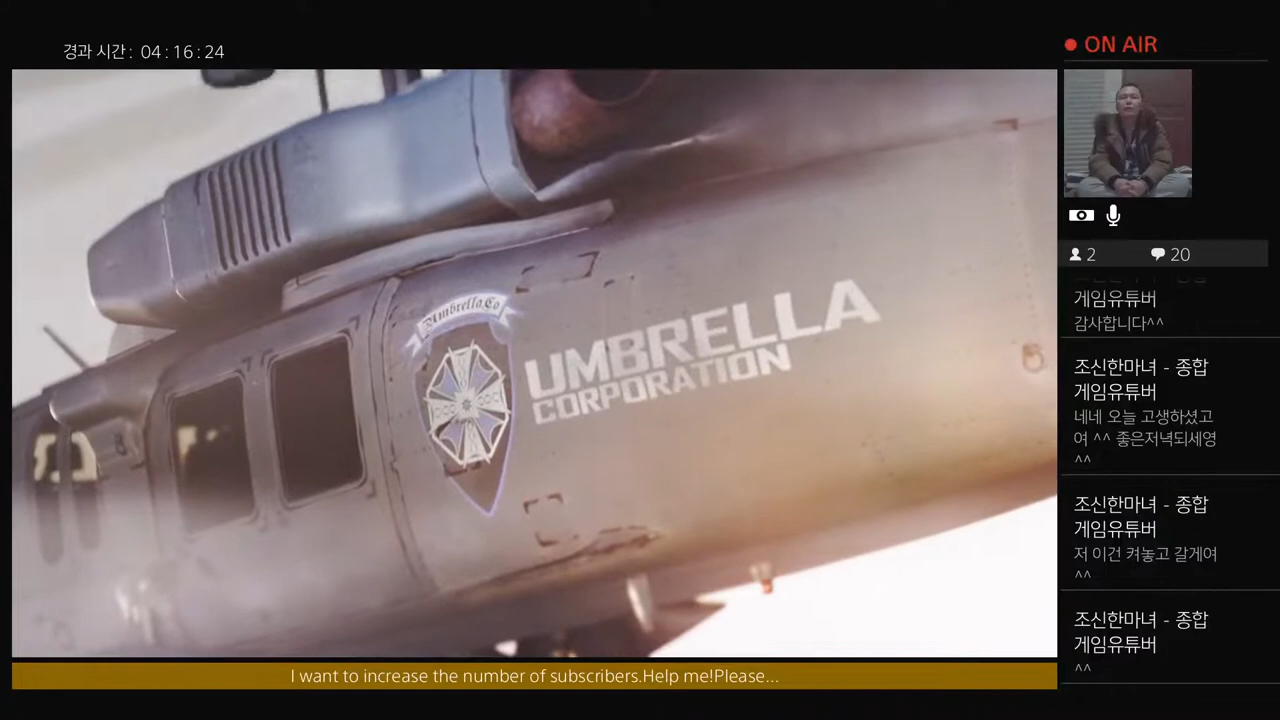 경과 시간 : 04 : 16 : 24
ON AIR
Umbrella Co
UMBRELLA
CORPORATION
2
20
게임유튜버
감사합니다^^
조신한마녀 - 종합
게임유튜버
네네 오늘 고생하셨고
여 ^^ 좋은저녁되세영
^^
조신한마녀 - 종합
게임유튜버
저 이건 켜놓고 갈게여
^^
조신한마녀 - 종합
게임유튜버
^^
I want to increase the number of subscribers.Help me!Please...